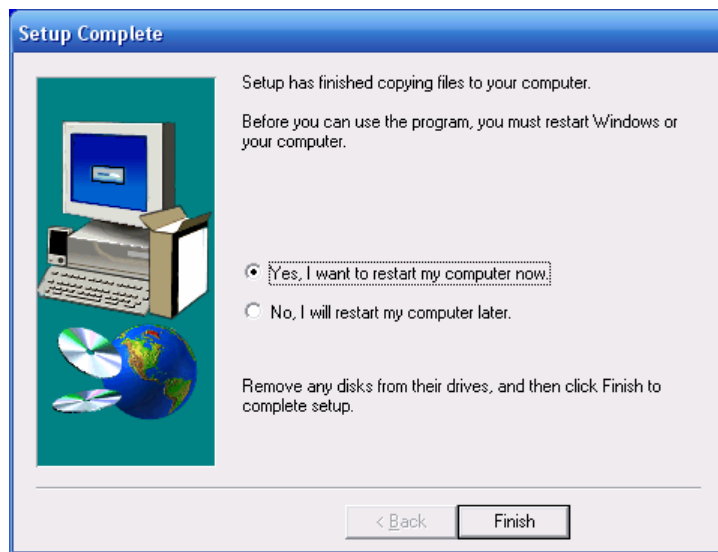 Setup Complete
Setup has finished copying files to your computer.
Before you can use the program, you must restart Windows or
your computer.
Yes, I want to restart my computer now.
No, I will restart my computer later.
Remove any disks from their drives, and then click Finish to
complete setup.
< Back
Finish